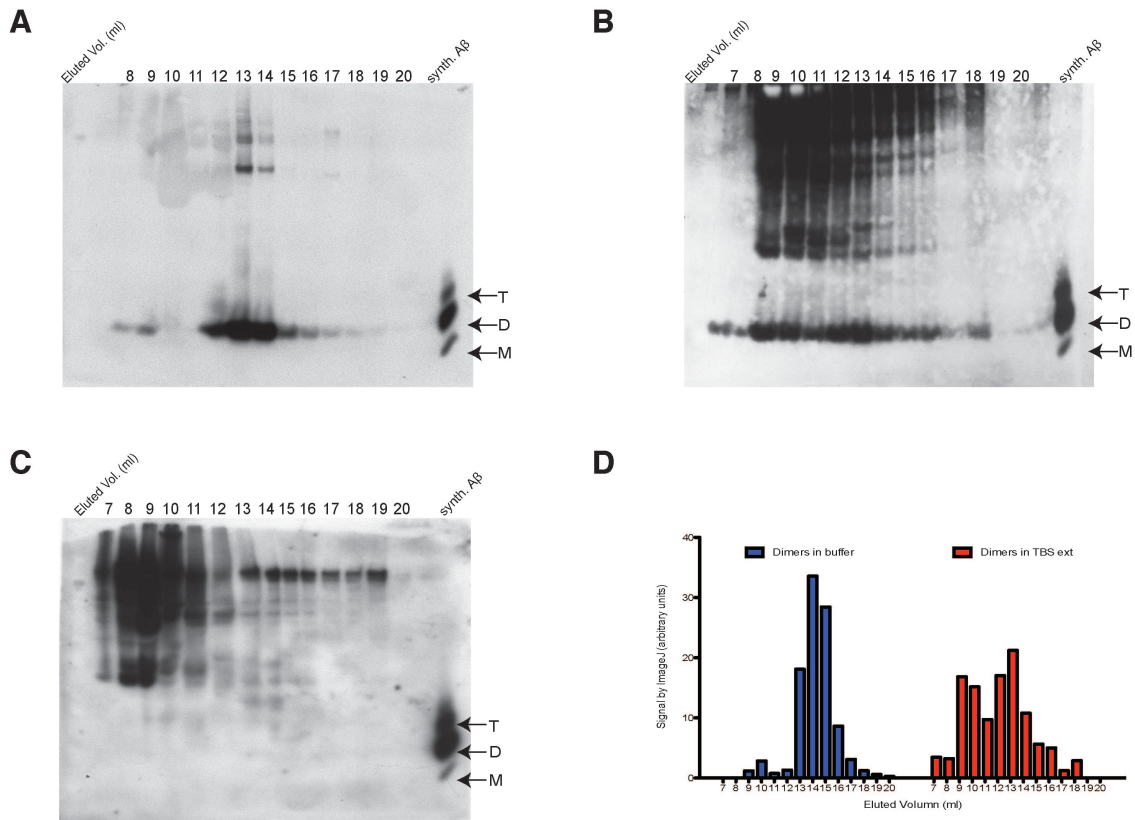 A
Eluted Vol. (ml)
8 9 10 11 12 13 14 15 16 17 18 19 20
synth. Aβ
T
D
M
B
Eluted Vol. (ml)
7 8 9 10 11 12 13 14 15 16 17 18 19 20
synth. Aβ
T
D
M
C
Eluted Vol. (ml)
7 8 9 10 11 12 13 14 15 16 17 18 19 20
synth. Aβ
T
D
M
D
Dimers in buffer
Dimers in TBS ext
Signal by ImageJ (arbitrary units)
40
30
20
10
0
7 8 9 10 11 12 13 14 15 16 17 18 19 20
7 8 9 10 11 12 13 14 15 16 17 18 19 20
Eluted Volumn (ml)